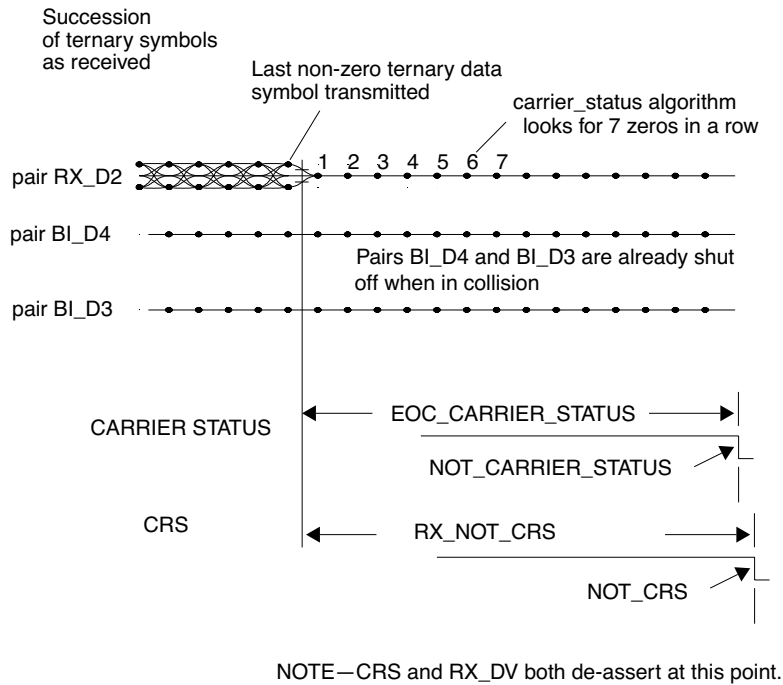 Succession
of ternary symbols
as received
Last non-zero ternary data
symbol transmitted
carrier_status algorithm
looks for 7 zeros in a row
1 2 3 4 5 6 7
pair RX_D2
pair BI_D4
Pairs BI_D4 and BI_D3 are already shut
off when in collision
pair BI_D3
EOC_CARRIER_STATUS
CARRIER STATUS
NOT_CARRIER_STATUS
CRS
RX_NOT_CRS
NOT_CRS
NOTE—CRS and RX_DV both de-assert at this point.